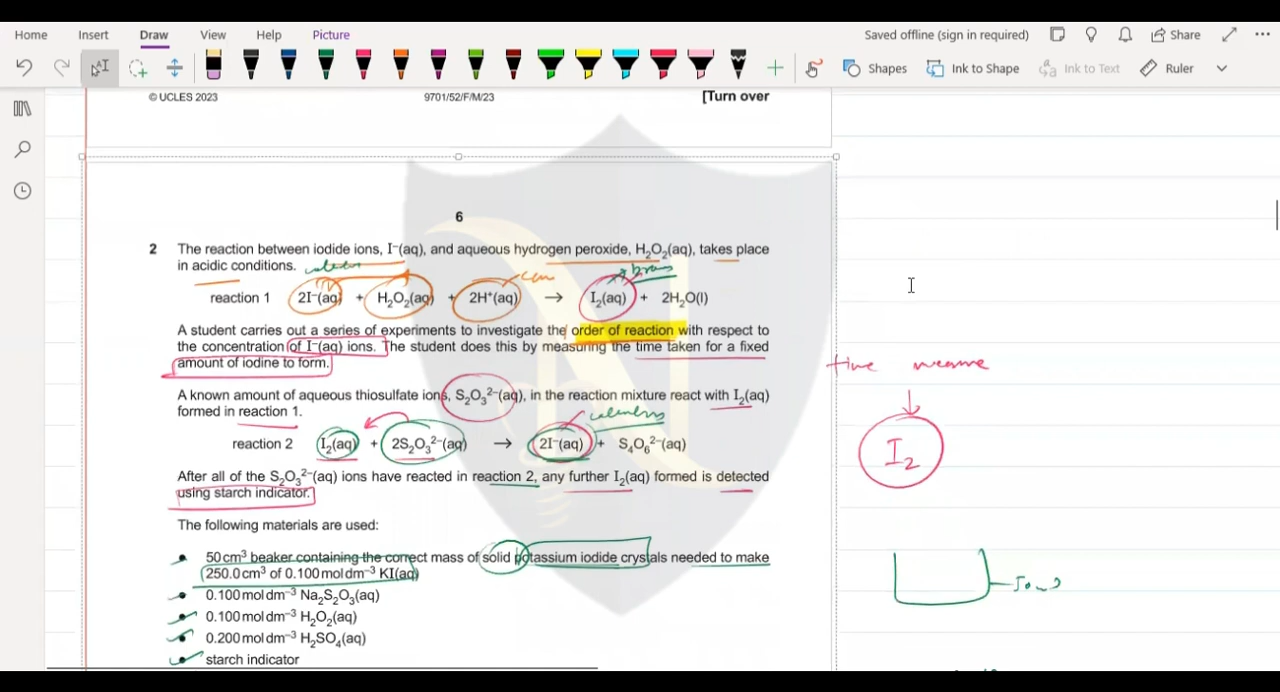 Home Insert Draw View Help Picture Saved offline (sign in required) Share
Shapes Ink to Shape Ink to Text Ruler
© UCLES 2023 9701/52/F/M/23 [Turn over
6
2 The reaction between iodide ions, I⁻(aq), and aqueous hydrogen peroxide, H₂O₂(aq), takes place
in acidic conditions.
brown
reaction 1 2I⁻(aq) + H₂O₂(aq) + 2H⁺(aq) → I₂(aq) + 2H₂O(l)
A student carries out a series of experiments to investigate the order of reaction with respect to
the concentration of I⁻(aq) ions. The student does this by measuring the time taken for a fixed
amount of iodine to form.
time measure
A known amount of aqueous thiosulfate ions, S₂O₃²⁻(aq), in the reaction mixture react with I₂(aq)
formed in reaction 1.
reaction 2 I₂(aq) + 2S₂O₃²⁻(aq) → 2I⁻(aq) + S₄O₆²⁻(aq)
I₂
After all of the S₂O₃²⁻(aq) ions have reacted in reaction 2, any further I₂(aq) formed is detected
using starch indicator.
The following materials are used:
• 50 cm³ beaker containing the correct mass of solid potassium iodide crystals needed to make
250.0 cm³ of 0.100 mol dm⁻³ KI(aq)
• 0.100 mol dm⁻³ Na₂S₂O₃(aq)
• 0.100 mol dm⁻³ H₂O₂(aq)
• 0.200 mol dm⁻³ H₂SO₄(aq)
• starch indicator